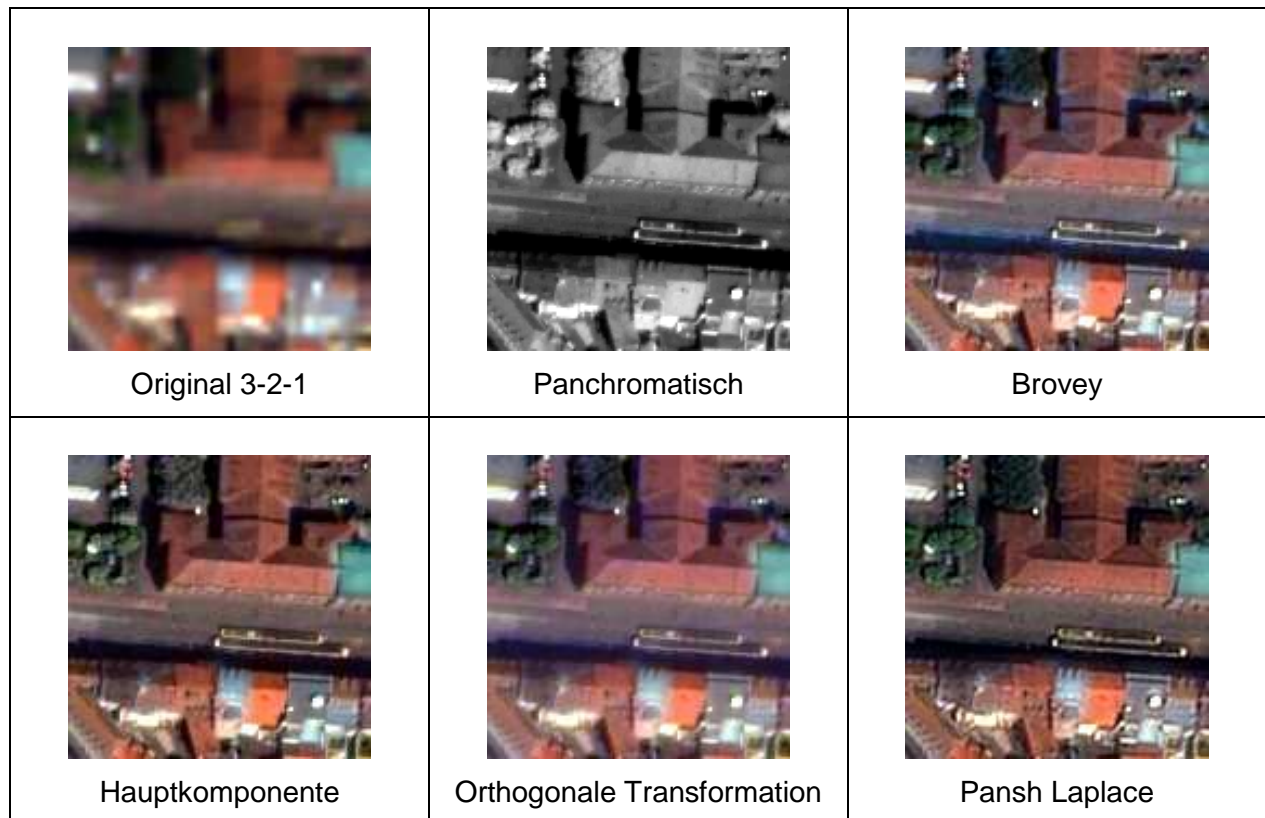 Original 3-2-1
Panchromatisch
Brovey
Hauptkomponente
Orthogonale Transformation
Pansh Laplace